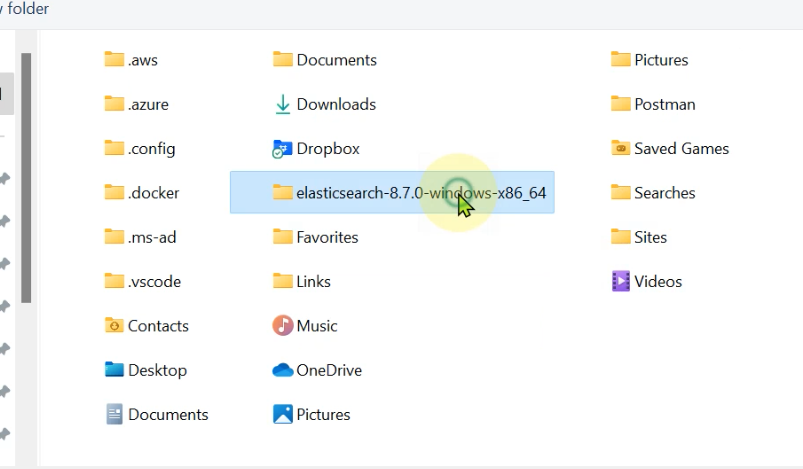 folder
.aws
.azure
.config
.docker
.ms-ad
.vscode
Contacts
Desktop
Documents
Documents
Downloads
Dropbox
elasticsearch-8.7.0-windows-x86_64
Favorites
Links
Music
OneDrive
Pictures
Pictures
Postman
Saved Games
Searches
Sites
Videos